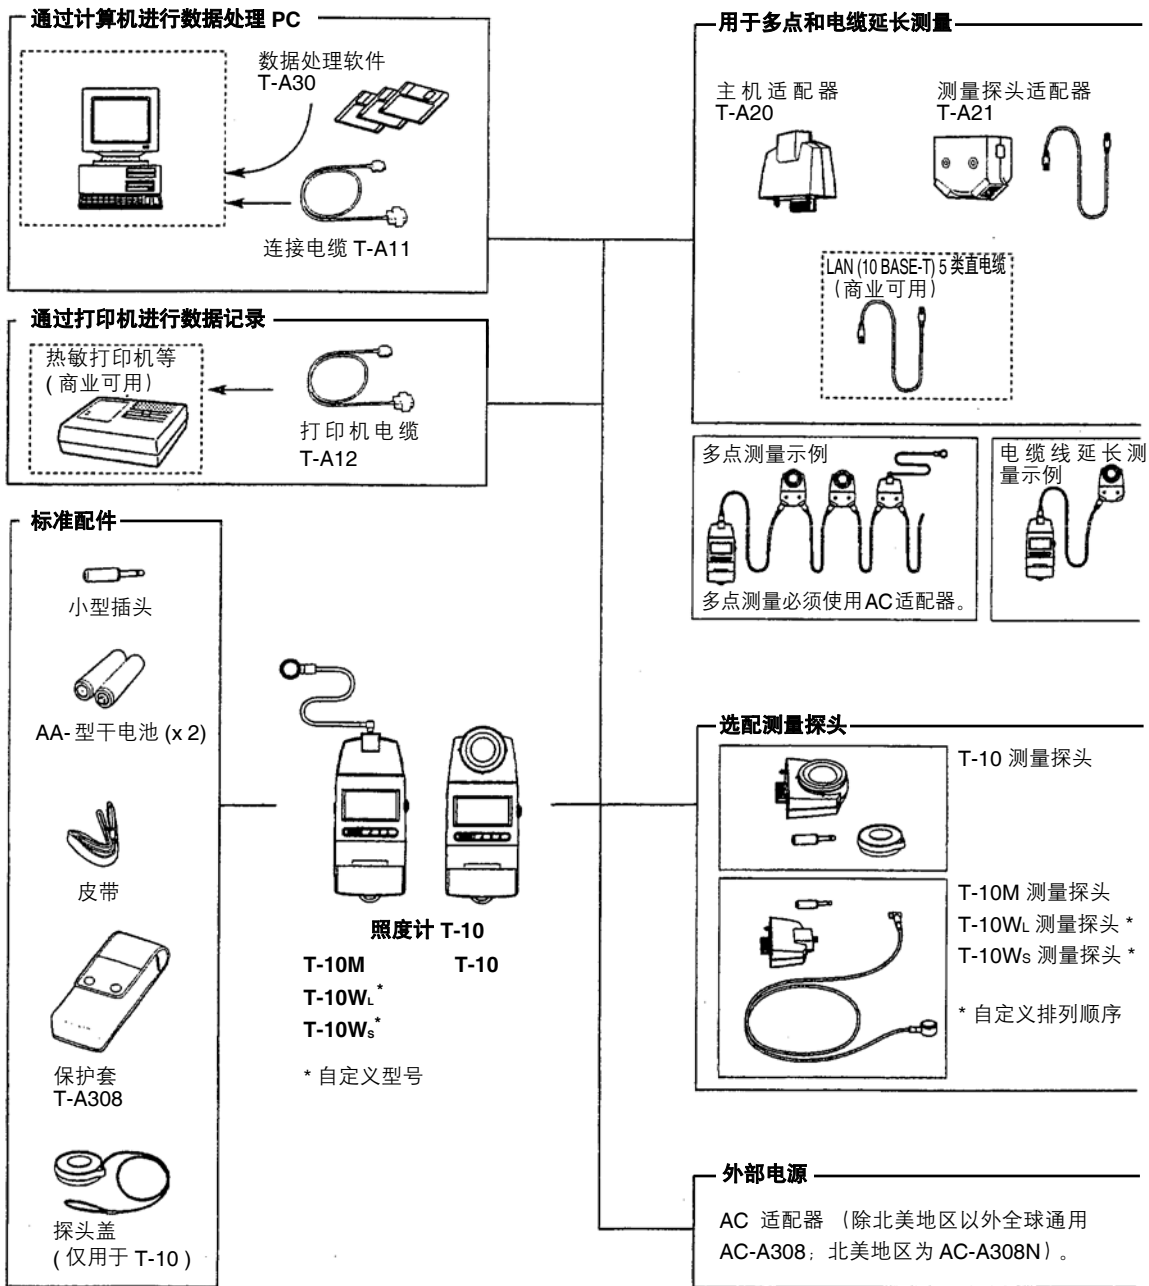 通过计算机进行数据处理 PC
数据处理软件
T-A30
连接电缆 T-A11
通过打印机进行数据记录
热敏打印机等
( 商业可用）
打印机电缆
T-A12
标准配件
小型插头
AA- 型干电池 (x 2)
皮带
保护套
T-A308
探头盖
( 仅用于 T-10 )
照度计 T-10
T-10M
T-10WL*
T-10Ws*
T-10
* 自定义型号
用于多点和电缆延长测量
主机适配器
T-A20
测量探头适配器
T-A21
LAN (10 BASE-T) 5 类直电缆
（商业可用）
多点测量示例
多点测量必须使用AC适配器。
电缆线延长测
量示例
选配测量探头
T-10 测量探头
T-10M 测量探头
T-10WL 测量探头 *
T-10Ws 测量探头 *
* 自定义排列顺序
外部电源
AC 适配器 （除北美地区以外全球通用
AC-A308；北美地区为 AC-A308N）。